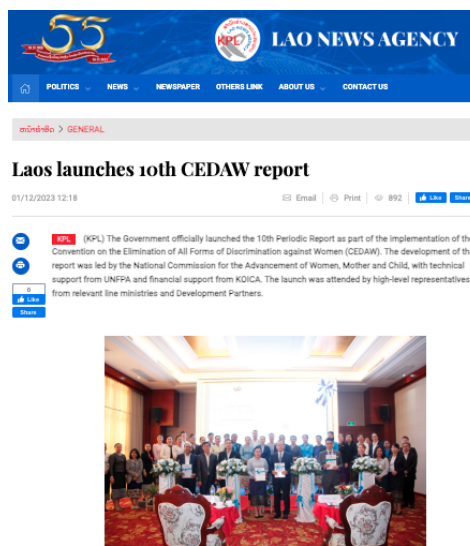 55
KPL
LAO NEWS AGENCY
POLITICS
NEWS
NEWSPAPER
OTHERS LINK
ABOUT US
CONTACT US
ໜ້າທຳອິດ > GENERAL
Laos launches 10th CEDAW report
01/12/2023 12:18
Email
Print
892
Like
Share
KPL (KPL) The Government officially launched the 10th Periodic Report as part of the implementation of the
Convention on the Elimination of All Forms of Discrimination against Women (CEDAW). The development of the
report was led by the National Commission for the Advancement of Women, Mother and Child, with technical
support from UNFPA and financial support from KOICA. The launch was attended by high-level representatives
from relevant line ministries and Development Partners.
0
Like
Share